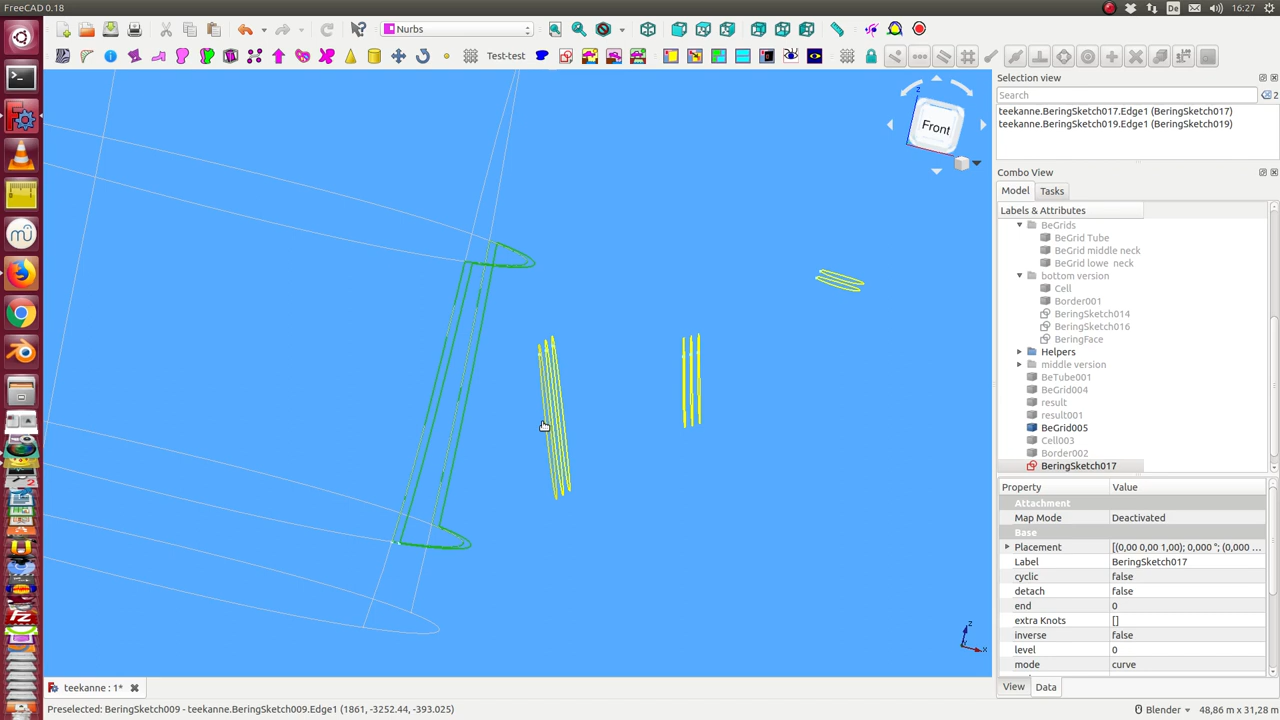 FreeCAD 0.18
De
16:27
Nurbs
Test-test
Front
z
z
x
Selection view
Search
2
teekanne.BeringSketch017.Edge1 (BeringSketch017)
teekanne.BeringSketch019.Edge1 (BeringSketch019)
Combo View
Model
Tasks
Labels & Attributes
BeGrids
BeGrid Tube
BeGrid middle neck
BeGrid lowe neck
bottom version
Cell
Border001
BeringSketch014
BeringSketch016
BeringFace
Helpers
middle version
BeTube001
BeGrid004
result
result001
BeGrid005
Cell003
Border002
BeringSketch017
Property Value
Attachment
Map Mode Deactivated
Base
Placement [(0,00 0,00 1,00); 0,000 °; (0,000 ...
Label BeringSketch017
cyclic false
detach false
end 0
extra Knots []
inverse false
level 0
mode curve
View Data
teekanne : 1*
Preselected: BeringSketch009 - teekanne.BeringSketch009.Edge1 (1861, -3252.44, -393.025)
Blender
48,86 m x 31,28 m